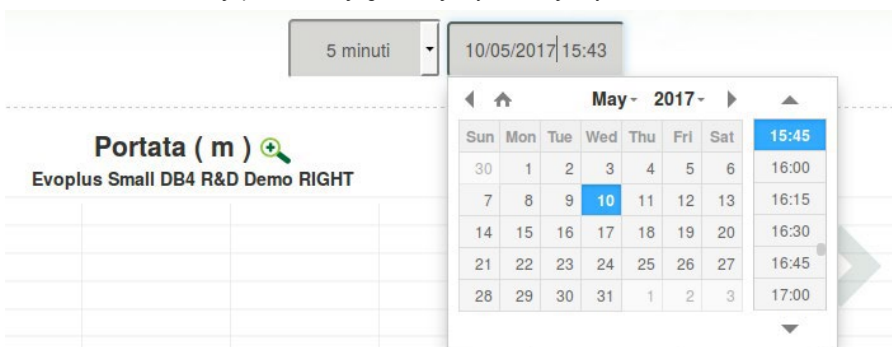 5 minuti
10/05/2017 15:43
May 2017
Sun Mon Tue Wed Thu Fri Sat
30 1 2 3 4 5 6
7 8 9 10 11 12 13
14 15 16 17 18 19 20
21 22 23 24 25 26 27
28 29 30 31 1 2 3
15:45
16:00
16:15
16:30
16:45
17:00
Portata ( m )
Evoplus Small DB4 R&D Demo RIGHT